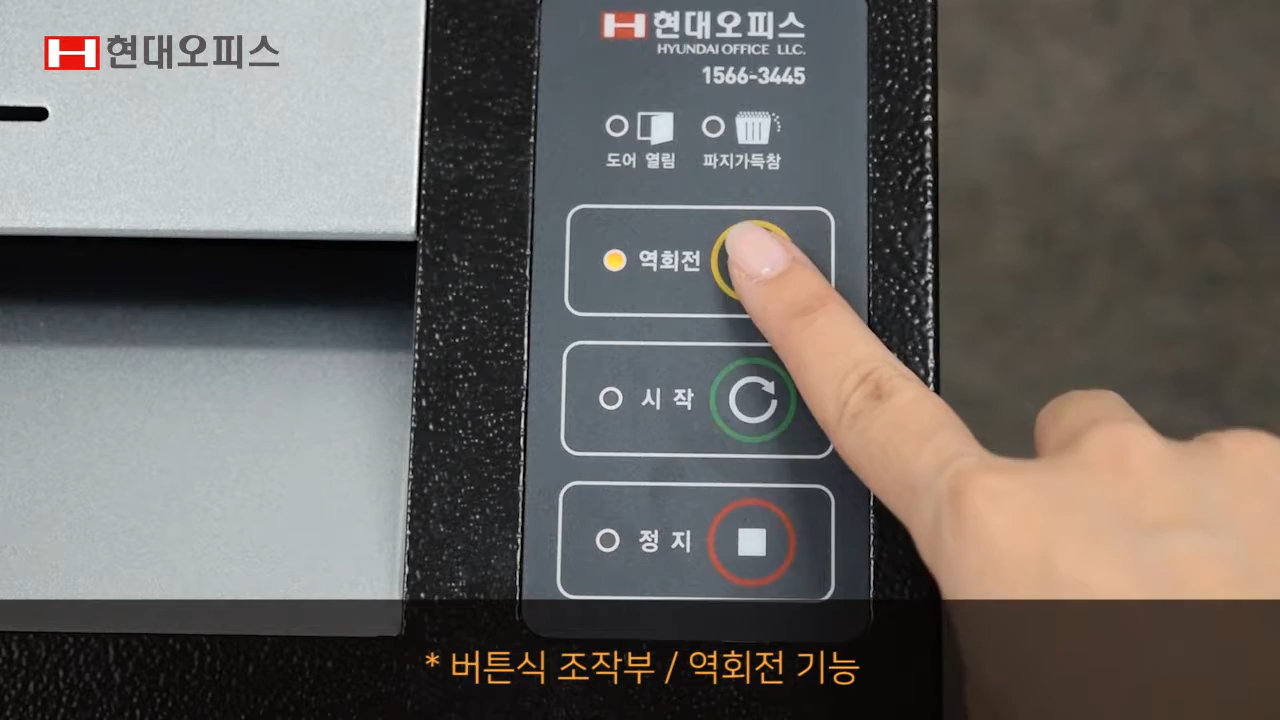 현대오피스
현대오피스
HYUNDAI OFFICE LLC.
1566-3445
도어 열림
파지가득참
역회전
시 작
정 지
* 버튼식 조작부 / 역회전 기능